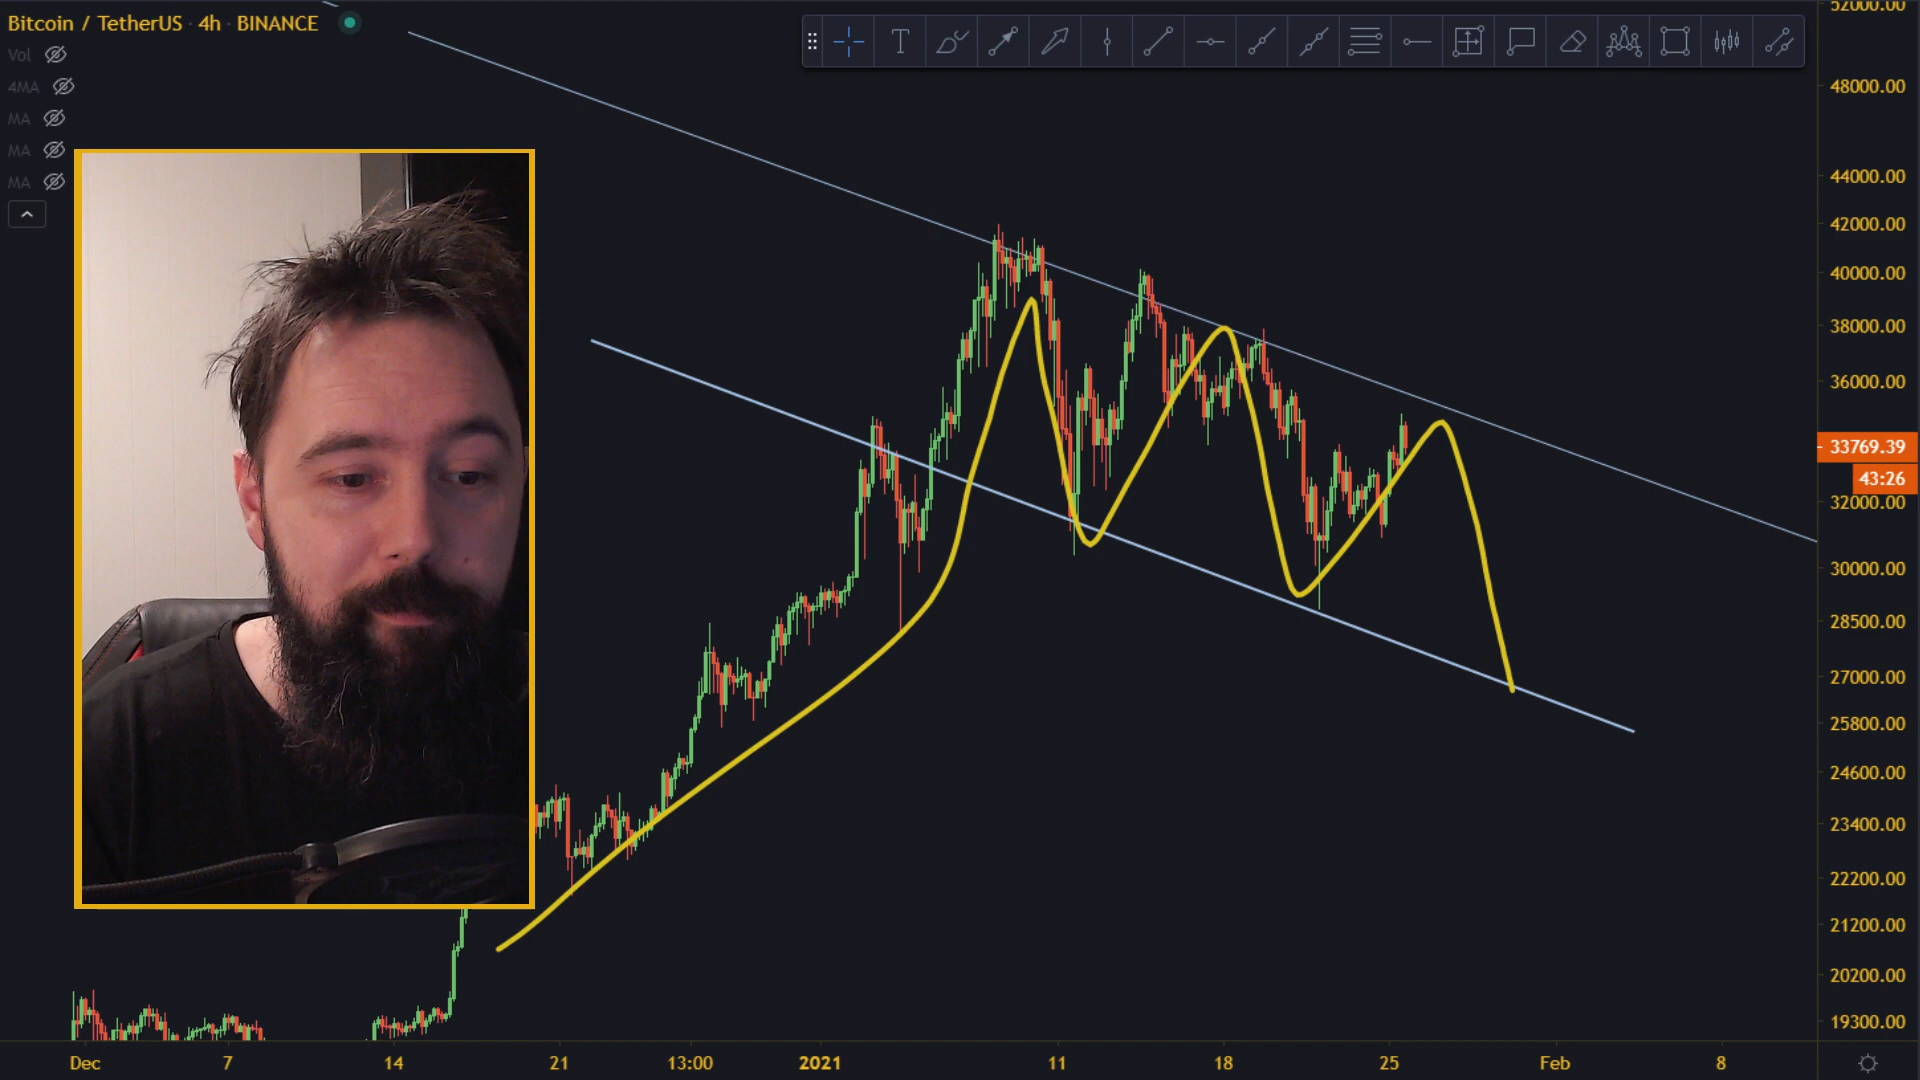 Bitcoin / TetherUS · 4h · BINANCE
Vol
4MA
MA
MA
MA
T
52000.00
48000.00
44000.00
42000.00
40000.00
38000.00
36000.00
33769.39
43:26
32000.00
30000.00
28500.00
27000.00
25800.00
24600.00
23400.00
22200.00
21200.00
20200.00
19300.00
Dec 7 14 21 13:00 2021 11 18 25 Feb 8